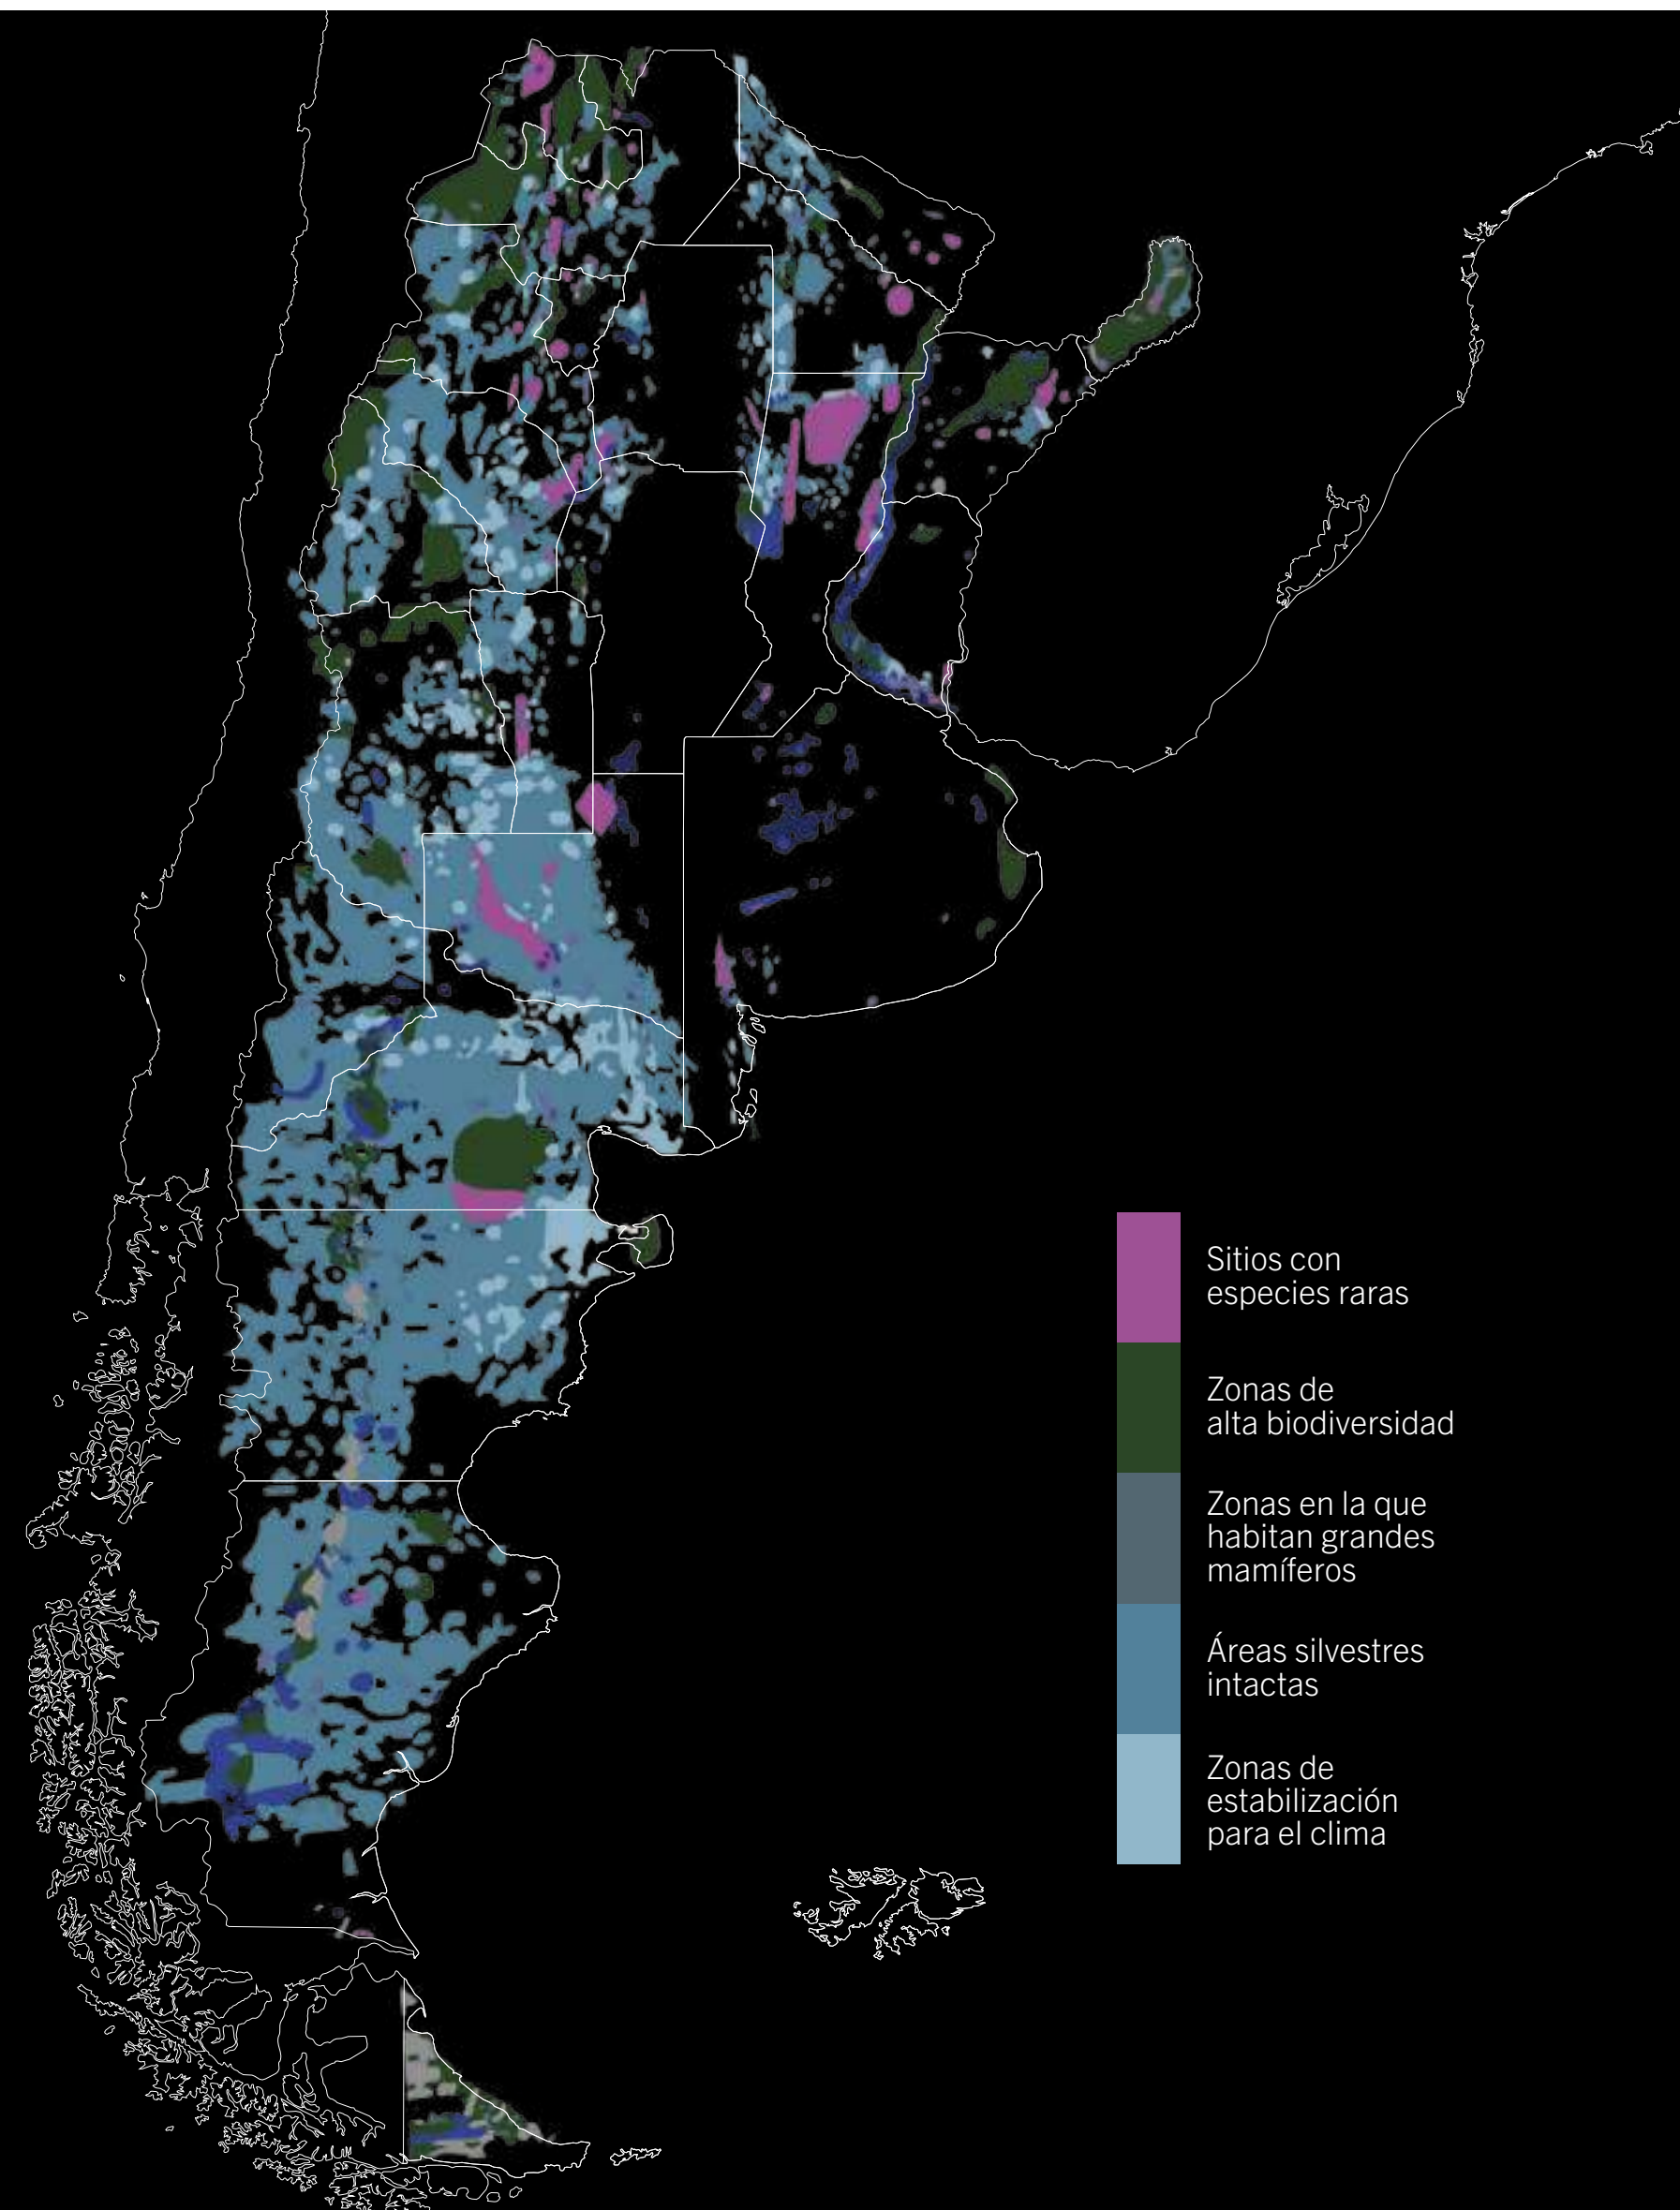 Sitios con
especies raras
Zonas de
alta biodiversidad
Zonas en la que
habitan grandes
mamíferos
Áreas silvestres
intactas
Zonas de
estabilización
para el clima